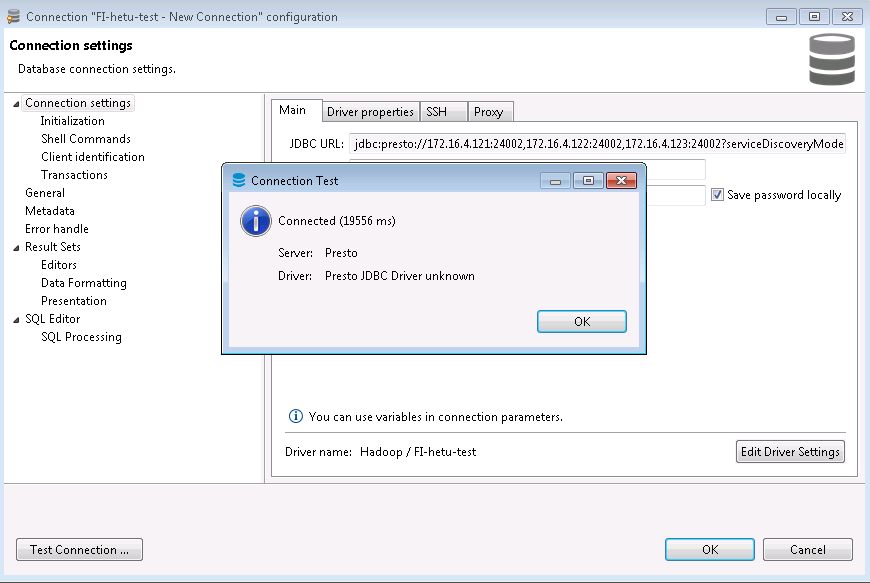 Connection "FI-hetu-test - New Connection" configuration
Connection settings
Database connection settings.
Connection settings
Initialization
Shell Commands
Client identification
Transactions
General
Metadata
Error handle
Result Sets
Editors
Data Formatting
Presentation
SQL Editor
SQL Processing
Main
Driver properties
SSH
Proxy
JDBC URL: jdbc:presto://172.16.4.121:24002,172.16.4.122:24002,172.16.4.123:24002?serviceDiscoveryMode
Save password locally
Connection Test
Connected (19556 ms)
Server: Presto
Driver: Presto JDBC Driver unknown
OK
You can use variables in connection parameters.
Driver name: Hadoop / FI-hetu-test
Edit Driver Settings
Test Connection ...
OK
Cancel